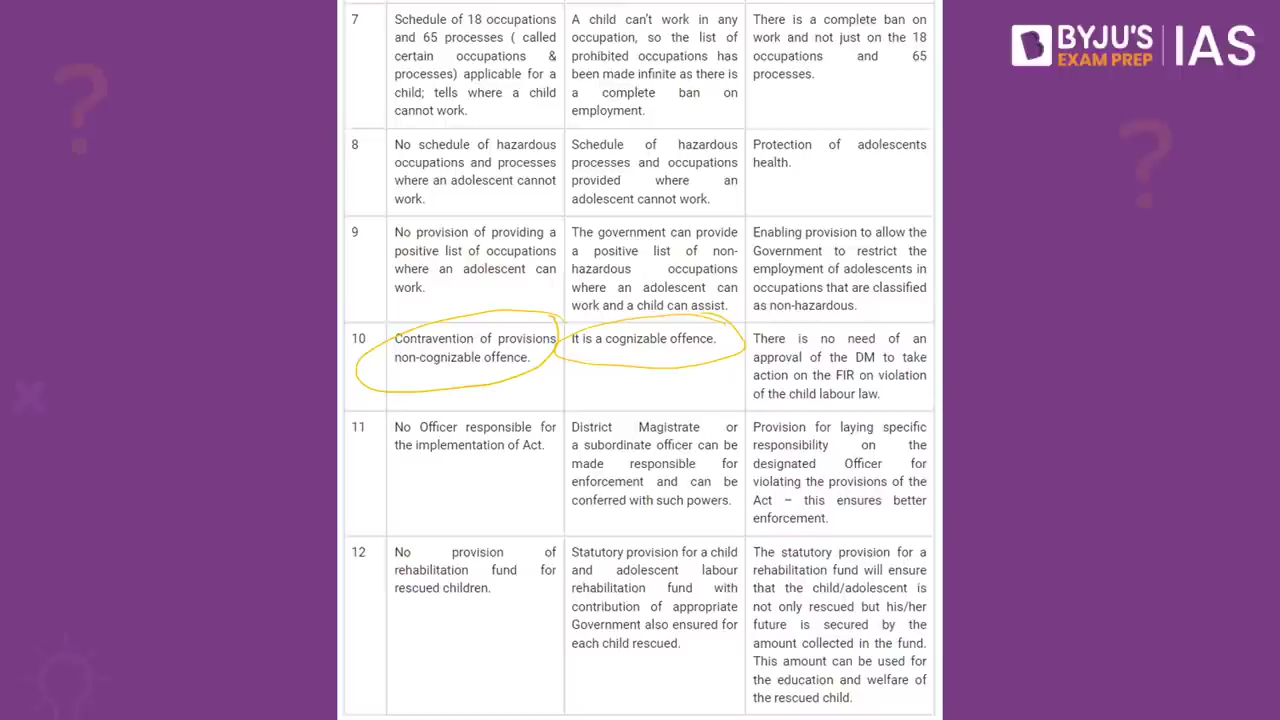 7
Schedule of 18 occupations
and 65 processes ( called
certain occupations &
processes) applicable for a
child; tells where a child
cannot work.
A child can't work in any
occupation, so the list of
prohibited occupations has
been made infinite as there is
a complete ban on
employment.
There is a complete ban on
work and not just on the 18
occupations and 65
processes.
8
No schedule of hazardous
occupations and processes
where an adolescent cannot
work.
Schedule of hazardous
processes and occupations
provided where an
adolescent cannot work.
Protection of adolescents
health.
9
No provision of providing a
positive list of occupations
where an adolescent can
work.
The government can provide
a positive list of non-
hazardous occupations
where an adolescent can
work and a child can assist.
Enabling provision to allow the
Government to restrict the
employment of adolescents in
occupations that are classified
as non-hazardous.
10
Contravention of provisions
non-cognizable offence.
It is a cognizable offence.
There is no need of an
approval of the DM to take
action on the FIR on violation
of the child labour law.
11
No Officer responsible for
the implementation of Act.
District Magistrate or
a subordinate officer can be
made responsible for
enforcement and can be
conferred with such powers.
Provision for laying specific
responsibility on the
designated Officer for
violating the provisions of the
Act – this ensures better
enforcement.
12
No provision of
rehabilitation fund for
rescued children.
Statutory provision for a child
and adolescent labour
rehabilitation fund with
contribution of appropriate
Government also ensured for
each child rescued.
The statutory provision for a
rehabilitation fund will ensure
that the child/adolescent is
not only rescued but his/her
future is secured by the
amount collected in the fund.
This amount can be used for
the education and welfare of
the rescued child.
BYJU'S
EXAM PREP
IAS